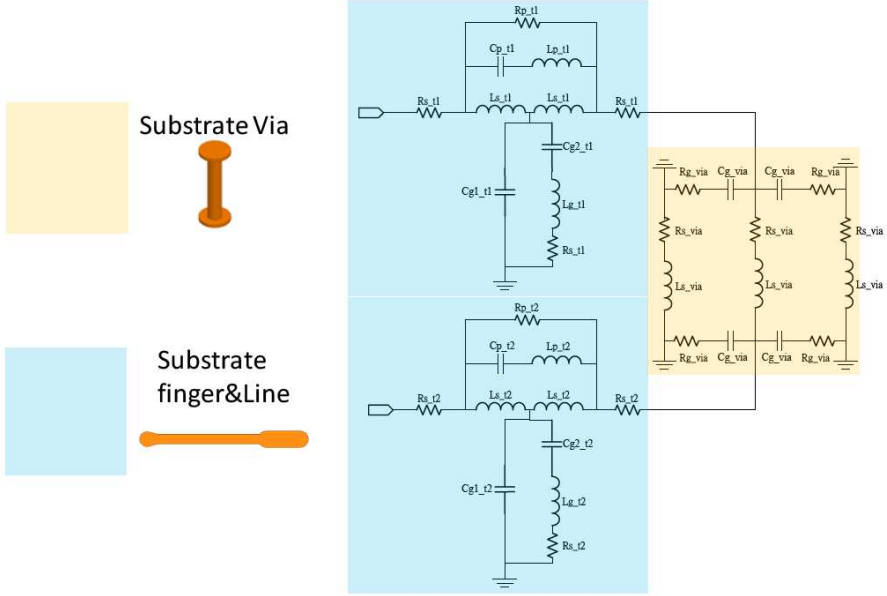 Substrate Via
Substrate
finger&Line
Rp_t1
Cp_t1 Lp_t1
Rs_t1 Ls_t1 Ls_t1 Rs_t1
Cg2_t1
Cg1_t1
Lg_t1
Rs_t1
Rg_via Cg_via Cg_via Rg_via
Rs_via Rs_via Rs_via
Ls_via Ls_via Ls_via
Rg_via Cg_via Cg_via Rg_via
Rp_t2
Cp_t2 Lp_t2
Rs_t2 Ls_t2 Ls_t2 Rs_t2
Cg2_t2
Cg1_t2
Lg_t2
Rs_t2